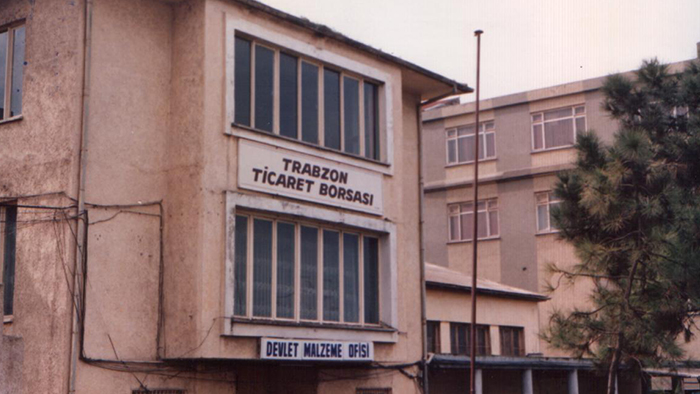 TRABZON
TİCARET BORSASI
DEVLET MALZEME OFİSİ